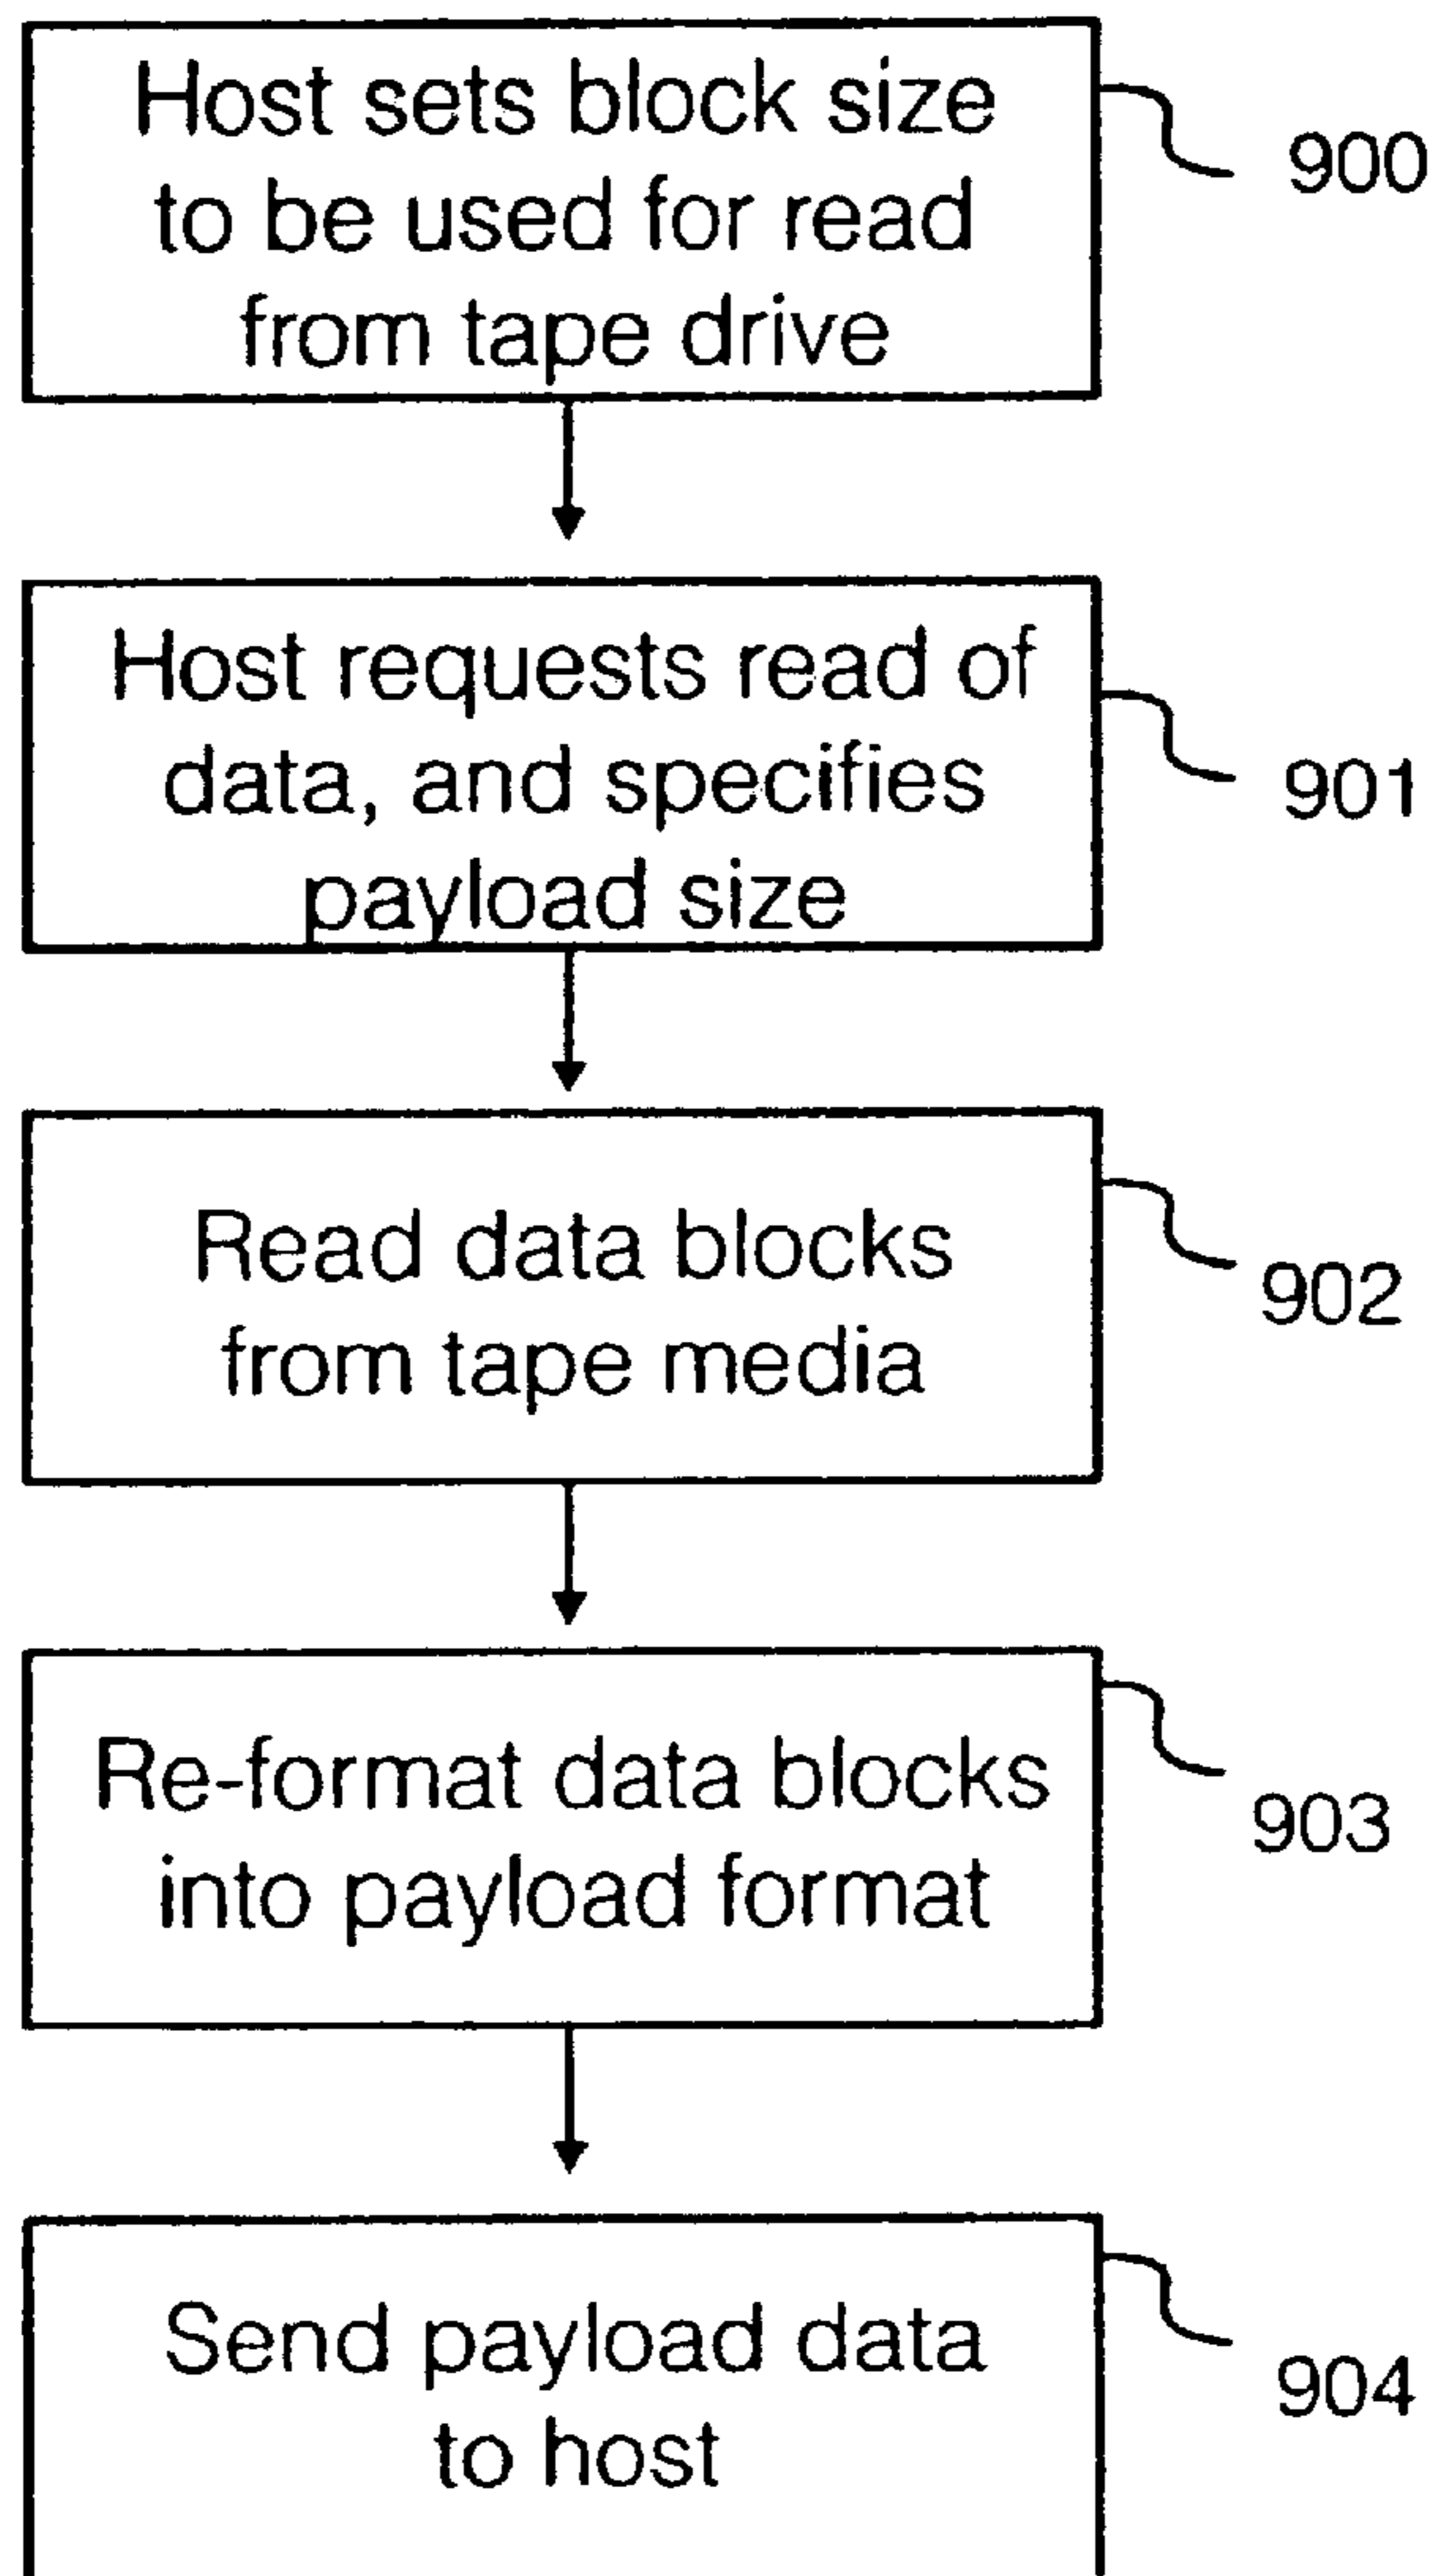 Host sets block size
to be used for read
from tape drive
900
Host requests read of
data, and specifies
payload size
901
Read data blocks
from tape media
902
Re-format data blocks
into payload format
903
Send payload data
to host
904